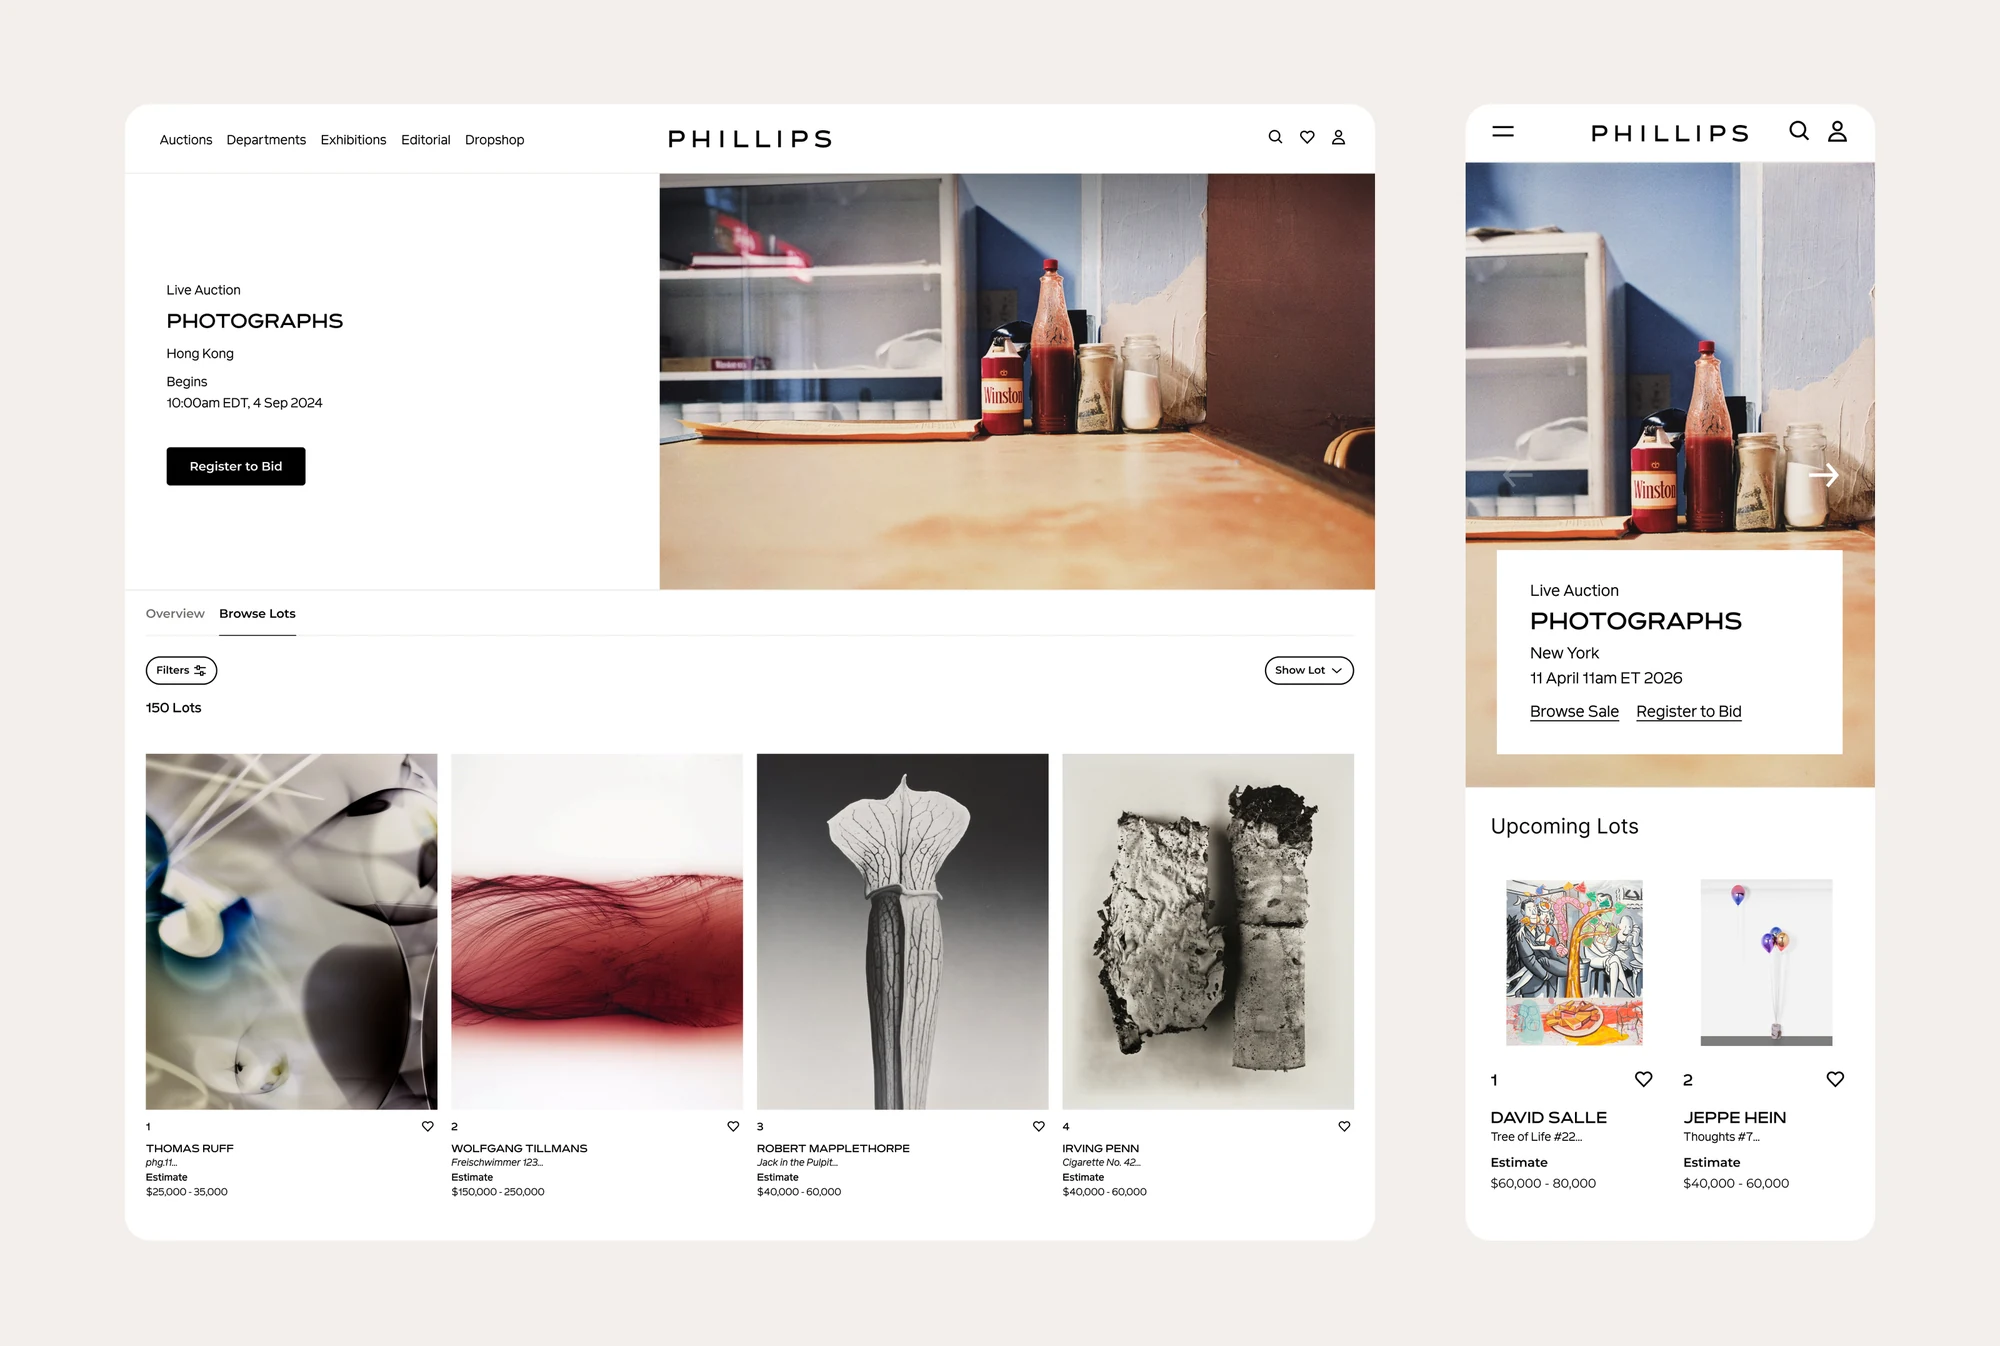 Auctions Departments Exhibitions Editorial Dropshop
PHILLIPS
Live Auction
PHOTOGRAPHS
Hong Kong
Begins
10:00am EDT, 4 Sep 2024
Register to Bid
Winston
Overview Browse Lots
Filters
Show Lot
150 Lots
1
THOMAS RUFF
phg.11...
Estimate
$25,000 - 35,000
2
WOLFGANG TILLMANS
Freischwimmer 123...
Estimate
$150,000 - 250,000
3
ROBERT MAPPLETHORPE
Jack in the Pulpit...
Estimate
$40,000 - 60,000
4
IRVING PENN
Cigarette No. 42...
Estimate
$40,000 - 60,000
PHILLIPS
Winston
Live Auction
PHOTOGRAPHS
New York
11 April 11am ET 2026
Browse Sale Register to Bid
Upcoming Lots
1
DAVID SALLE
Tree of Life #22...
Estimate
$60,000 - 80,000
2
JEPPE HEIN
Thoughts #7...
Estimate
$40,000 - 60,000